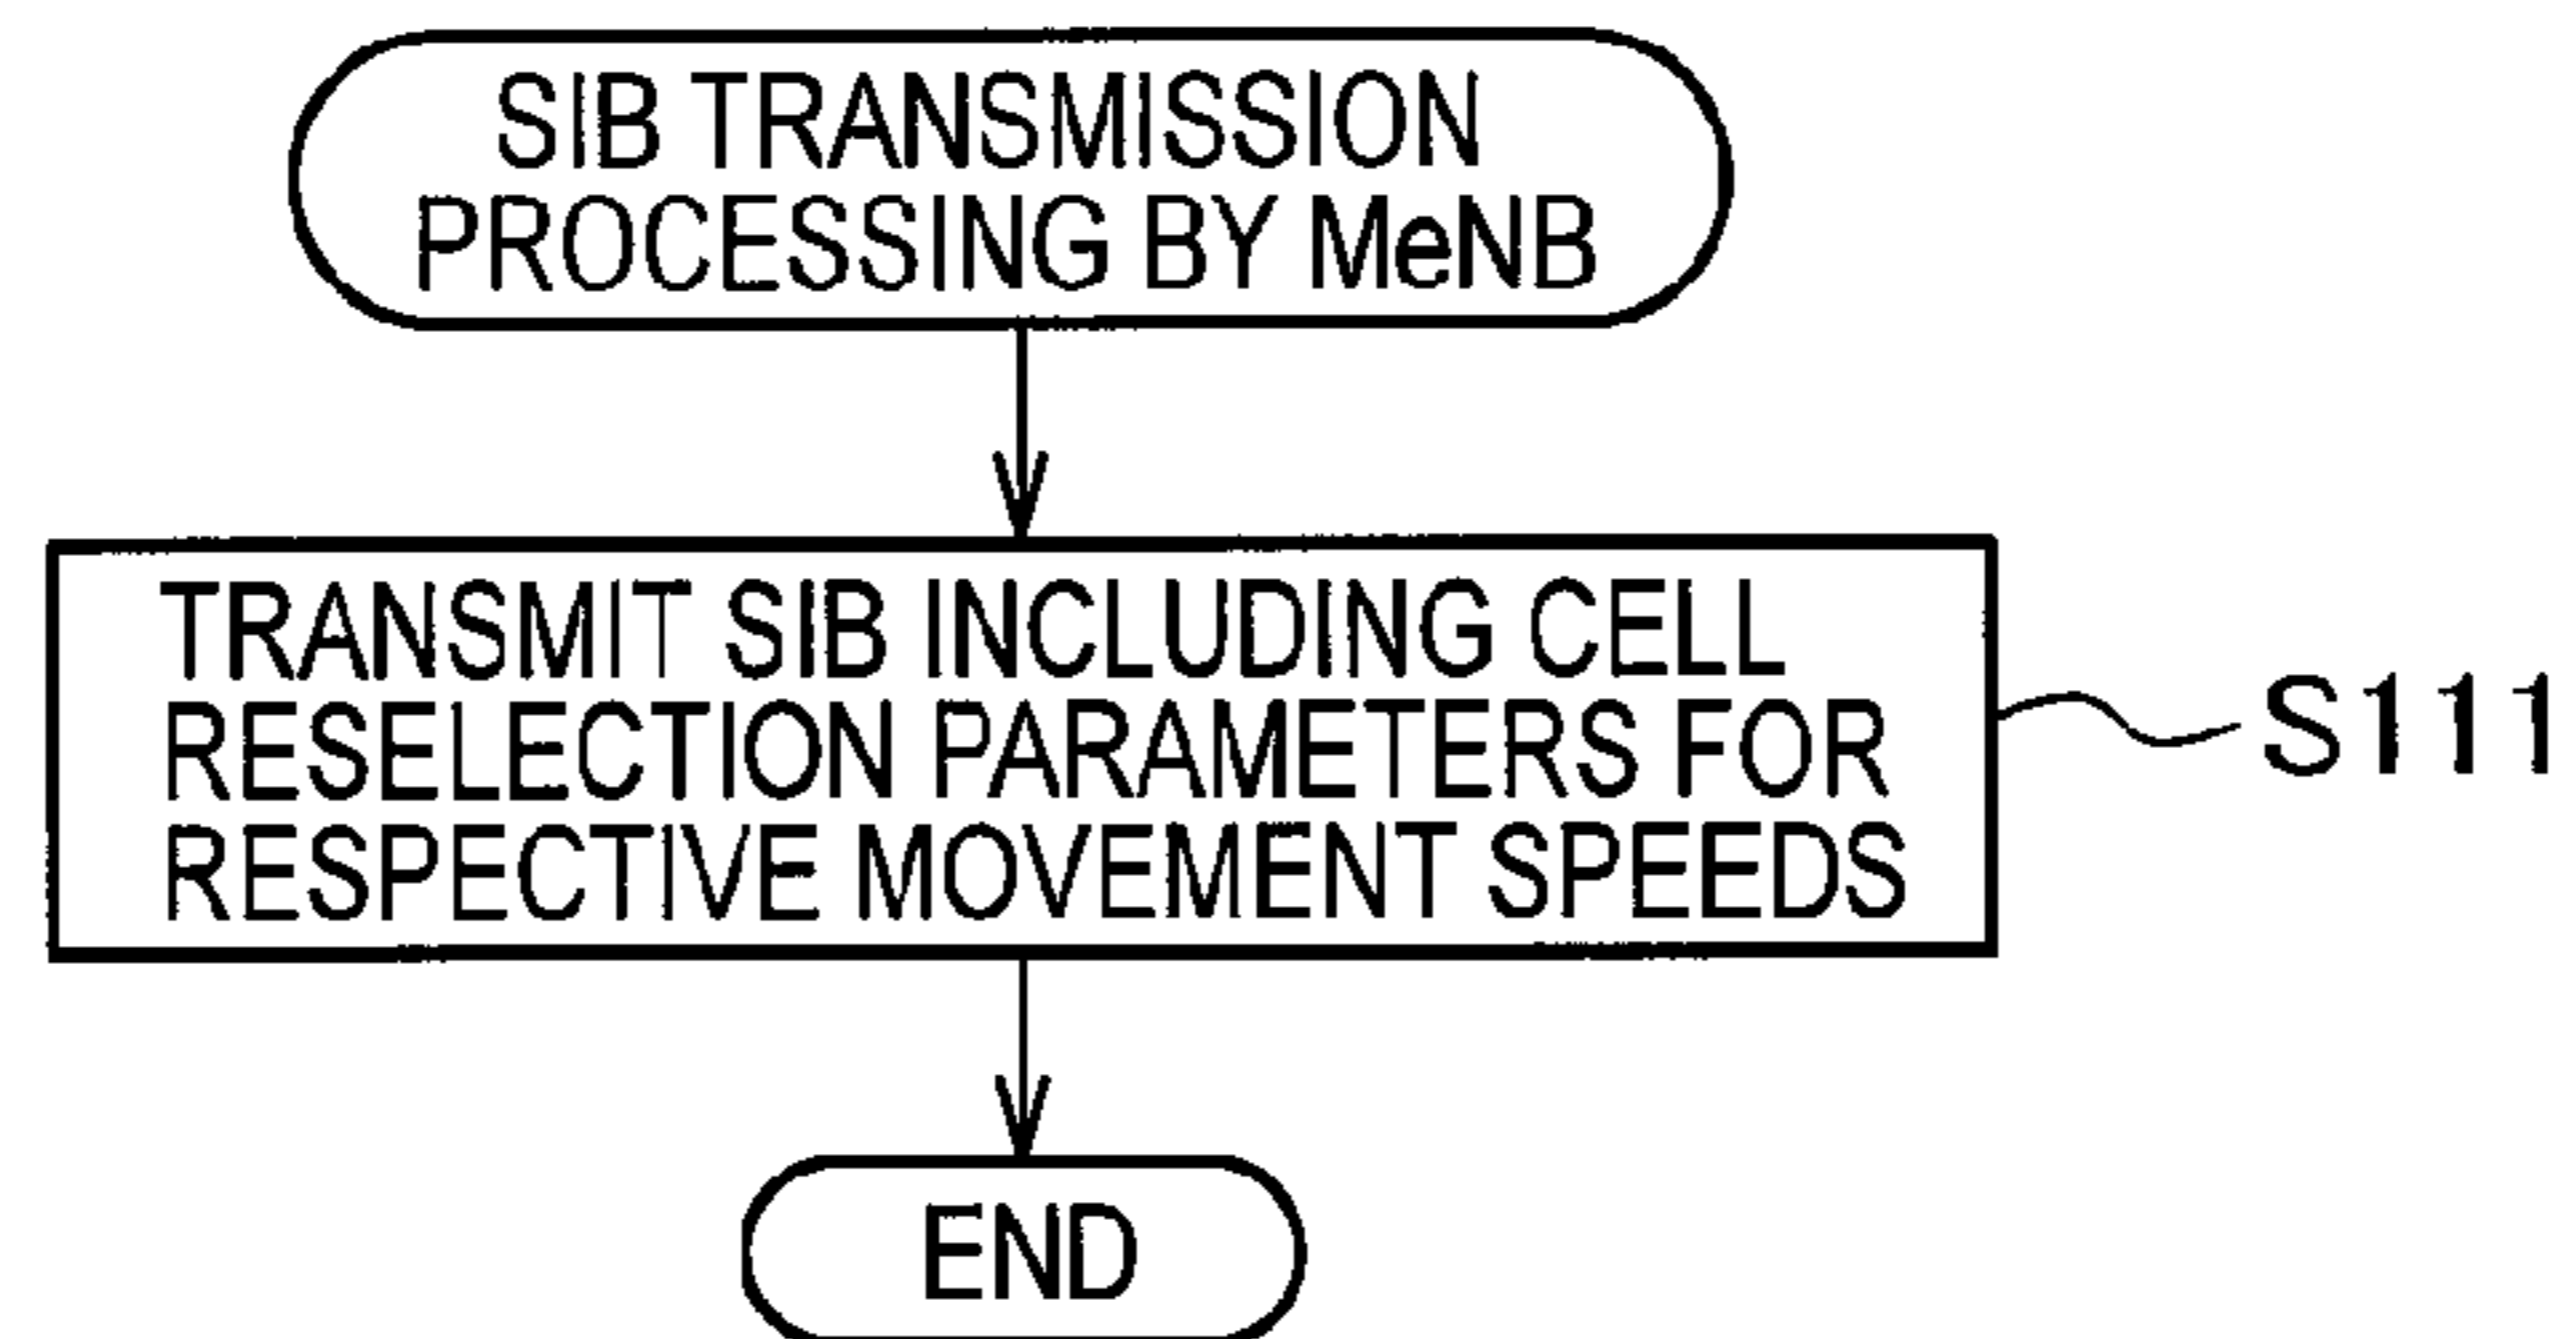 SIB TRANSMISSION
PROCESSING BY MeNB
TRANSMIT SIB INCLUDING CELL
RESELECTION PARAMETERS FOR
RESPECTIVE MOVEMENT SPEEDS
S111
END